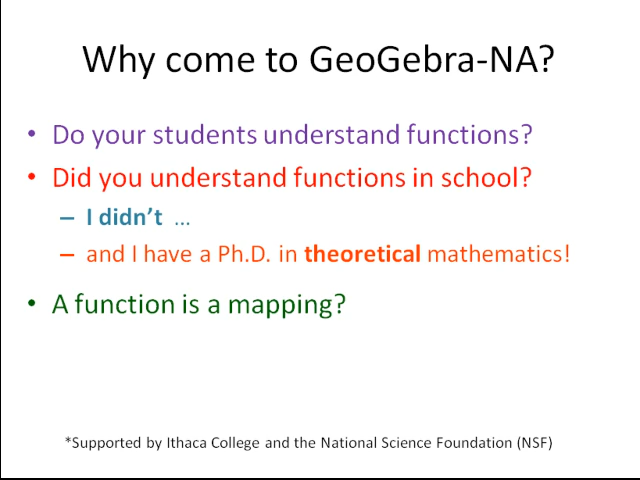 Why come to GeoGebra-NA?
• Do your students understand functions?
• Did you understand functions in school?
– I didn't ...
– and I have a Ph.D. in theoretical mathematics!
• A function is a mapping?
*Supported by Ithaca College and the National Science Foundation (NSF)